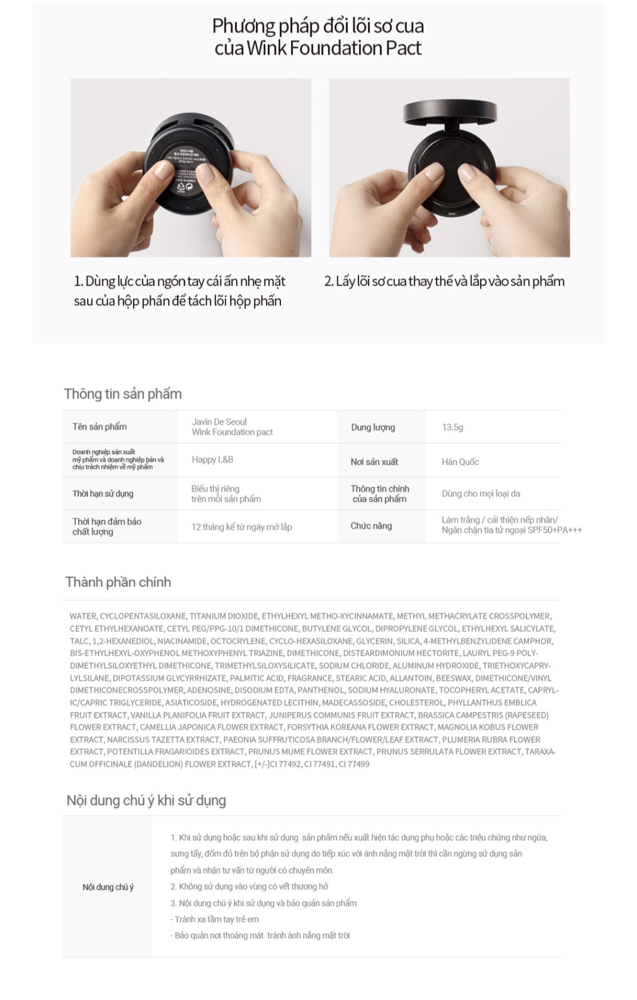 Phương pháp đổi lõi sơ cua
của Wink Foundation Pact
MADE IN KOREA
1. Dùng lực của ngón tay cái ấn nhẹ mặt
sau của hộp phấn để tách lõi hộp phấn
2. Lấy lõi sơ cua thay thế và lắp vào sản phẩm
Thông tin sản phẩm
Tên sản phẩm
Javin De Seoul
Wink Foundation pact
Dung lượng
13.5g
Doanh nghiệp sản xuất
mỹ phẩm và doanh nghiệp bán và
chịu trách nhiệm về mỹ phẩm
Happy L&B
Nơi sản xuất
Hàn Quốc
Thời hạn sử dụng
Biểu thị riêng
trên mỗi sản phẩm
Thông tin chính
của sản phẩm
Dùng cho mọi loại da
Thời hạn đảm bảo
chất lượng
12 tháng kể từ ngày mở lắp
Chức năng
Làm trắng / cải thiện nếp nhăn/
Ngăn chặn tia tử ngoại SPF50+PA+++
Thành phần chính
WATER, CYCLOPENTASILOXANE, TITANIUM DIOXIDE, ETHYLHEXYL METHO-XYCINNAMATE, METHYL METHACRYLATE CROSSPOLYMER,
CETYL ETHYLHEXANOATE, CETYL PEG/PPG-10/1 DIMETHICONE, BUTYLENE GLYCOL, DIPROPYLENE GLYCOL, ETHYLHEXYL SALICYLATE,
TALC, 1,2-HEXANEDIOL, NIACINAMIDE, OCTOCRYLENE, CYCLO-HEXASILOXANE, GLYCERIN, SILICA, 4-METHYLBENZYLIDENE CAMPHOR,
BIS-ETHYLHEXYL-OXYPHENOL METHOXYPHENYL TRIAZINE, DIMETHICONE, DISTEARDIMONIUM HECTORITE, LAURYL PEG-9 POLY-
DIMETHYLSILOXYETHYL DIMETHICONE, TRIMETHYLSILOXYSILICATE, SODIUM CHLORIDE, ALUMINUM HYDROXIDE, TRIETHOXYCAPRY-
LYLSILANE, DIPOTASSIUM GLYCYRRHIZATE, PALMITIC ACID, FRAGRANCE, STEARIC ACID, ALLANTOIN, BEESWAX, DIMETHICONE/VINYL
DIMETHICONECROSSPOLYMER, ADENOSINE, DISODIUM EDTA, PANTHENOL, SODIUM HYALURONATE, TOCOPHERYL ACETATE, CAPRYL-
IC/CAPRIC TRIGLYCERIDE, ASIATICOSIDE, HYDROGENATED LECITHIN, MADECASSOSIDE, CHOLESTEROL, PHYLLANTHUS EMBLICA
FRUIT EXTRACT, VANILLA PLANIFOLIA FRUIT EXTRACT, JUNIPERUS COMMUNIS FRUIT EXTRACT, BRASSICA CAMPESTRIS (RAPESEED)
FLOWER EXTRACT, CAMELLIA JAPONICA FLOWER EXTRACT, FORSYTHIA KOREANA FLOWER EXTRACT, MAGNOLIA KOBUS FLOWER
EXTRACT, NARCISSUS TAZETTA EXTRACT, PAEONIA SUFFRUTICOSA BRANCH/FLOWER/LEAF EXTRACT, PLUMERIA RUBRA FLOWER
EXTRACT, POTENTILLA FRAGARIOIDES EXTRACT, PRUNUS MUME FLOWER EXTRACT, PRUNUS SERRULATA FLOWER EXTRACT, TARAXA-
CUM OFFICINALE (DANDELION) FLOWER EXTRACT, [+/-]CI 77492, CI 77491, CI 77499
Nội dung chú ý khi sử dụng
Nội dung chú ý
1. Khi sử dụng hoặc sau khi sử dụng sản phẩm nếu xuất hiện tác dụng phụ hoặc các triệu chứng như ngứa,
sưng tấy, đốm đỏ trên bộ phận sử dụng do tiếp xúc với ánh nắng mặt trời thì cần ngừng sử dụng sản
phẩm và nhận tư vấn từ người có chuyên môn.
2. Không sử dụng vào vùng có vết thương hở
3. Nội dung chú ý khi sử dụng và bảo quản sản phẩm
- Tránh xa tầm tay trẻ em
- Bảo quản nơi thoáng mát tránh ánh nắng mặt trời